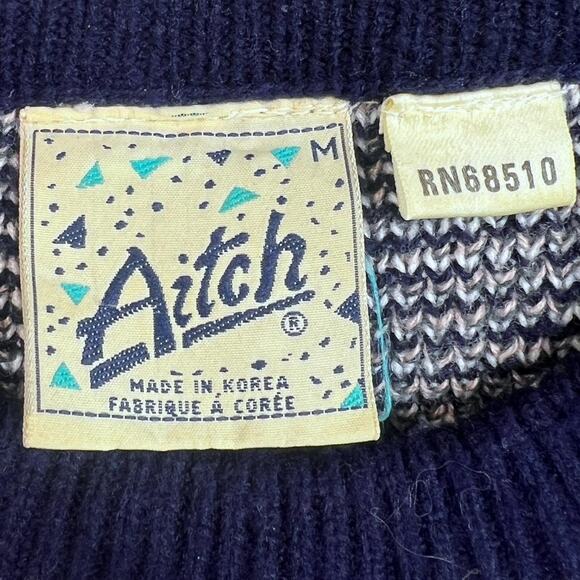 M
Aitch
®
MADE IN KOREA
FABRIQUE À CORÉE
RN68510